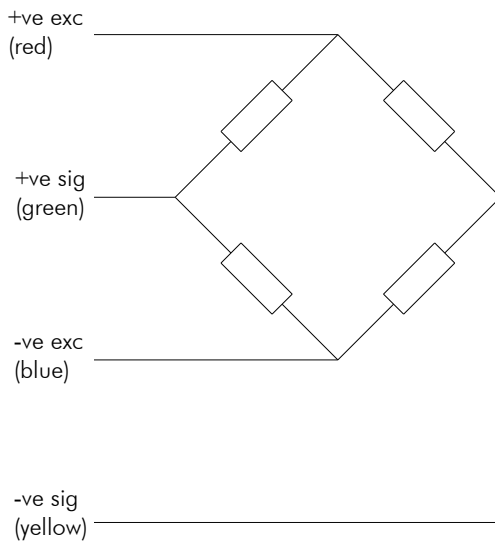 +ve exc
(red)
+ve sig
(green)
-ve exc
(blue)
-ve sig
(yellow)